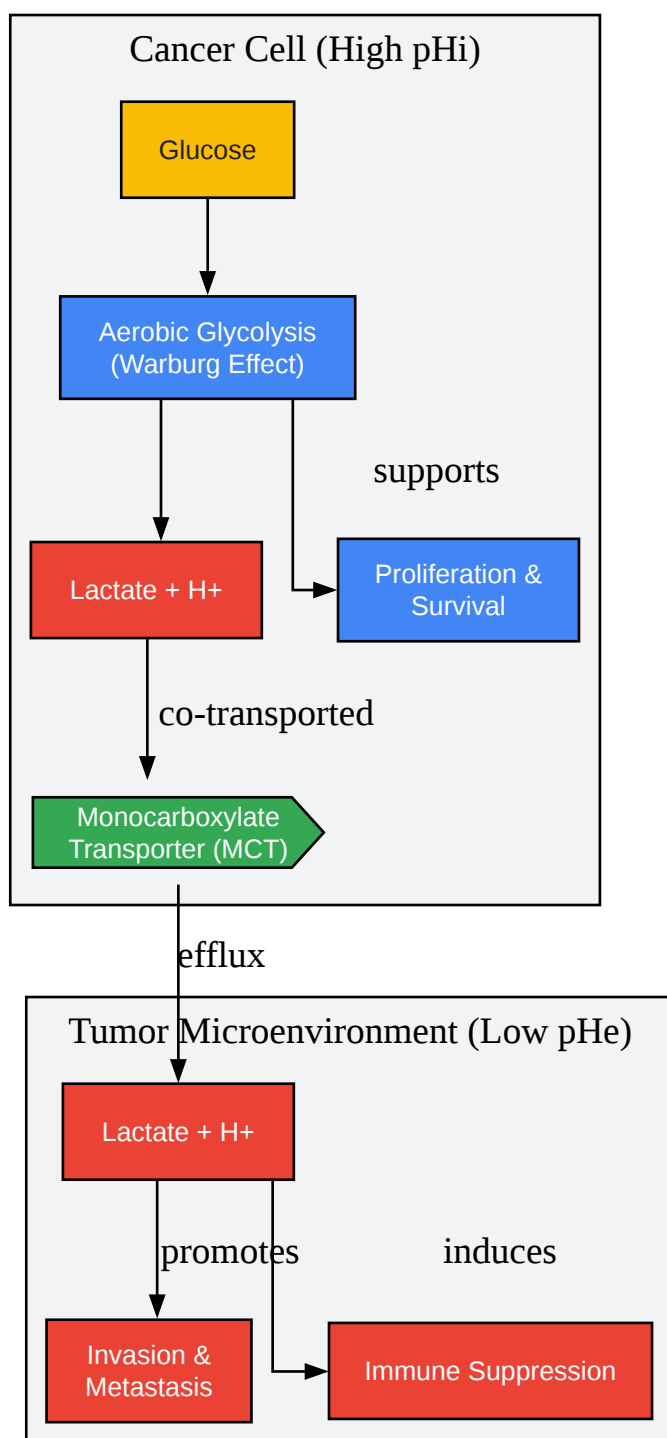 Cancer Cell (High pHi)
Glucose
Aerobic Glycolysis
(Warburg Effect)
supports
Lactate + H+
Proliferation &
Survival
co-transported
Monocarboxylate
Transporter (MCT)
efflux
Tumor Microenvironment (Low pHe)
Lactate + H+
promotes
induces
Invasion &
Metastasis
Immune Suppression